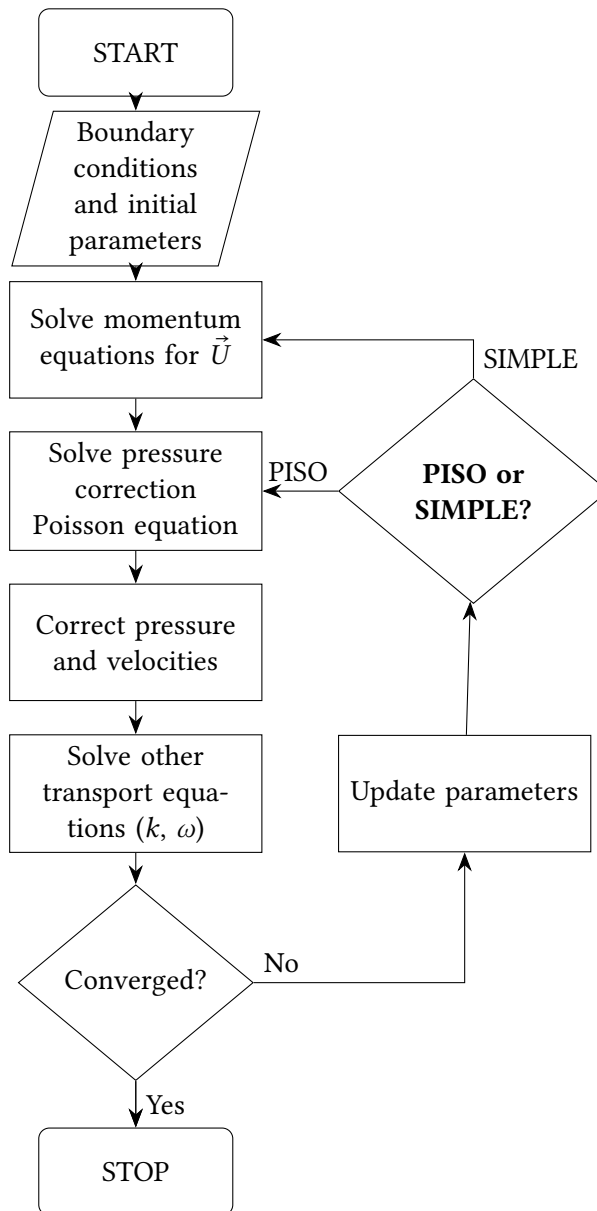 START
Boundary
conditions
and initial
parameters
Solve momentum
equations for $\vec{U}$
SIMPLE
Solve pressure
correction
Poisson equation
PISO
PISO or
SIMPLE?
Correct pressure
and velocities
Solve other
transport equa-
tions (k, ω)
Update parameters
Converged?
No
Yes
STOP